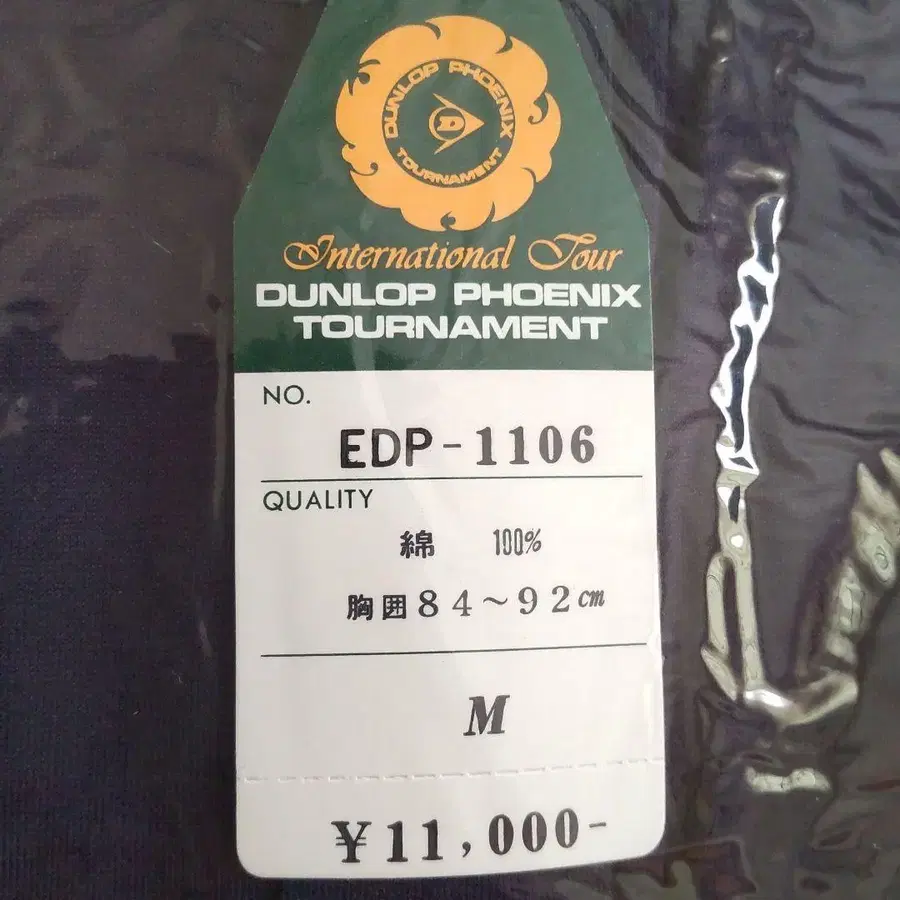 DUNLOP PHOENIX
D
TOURNAMENT
International Tour
DUNLOP PHOENIX
TOURNAMENT
NO.
EDP-1106
QUALITY
綿 100%
胸囲84~92cm
M
¥11,000-